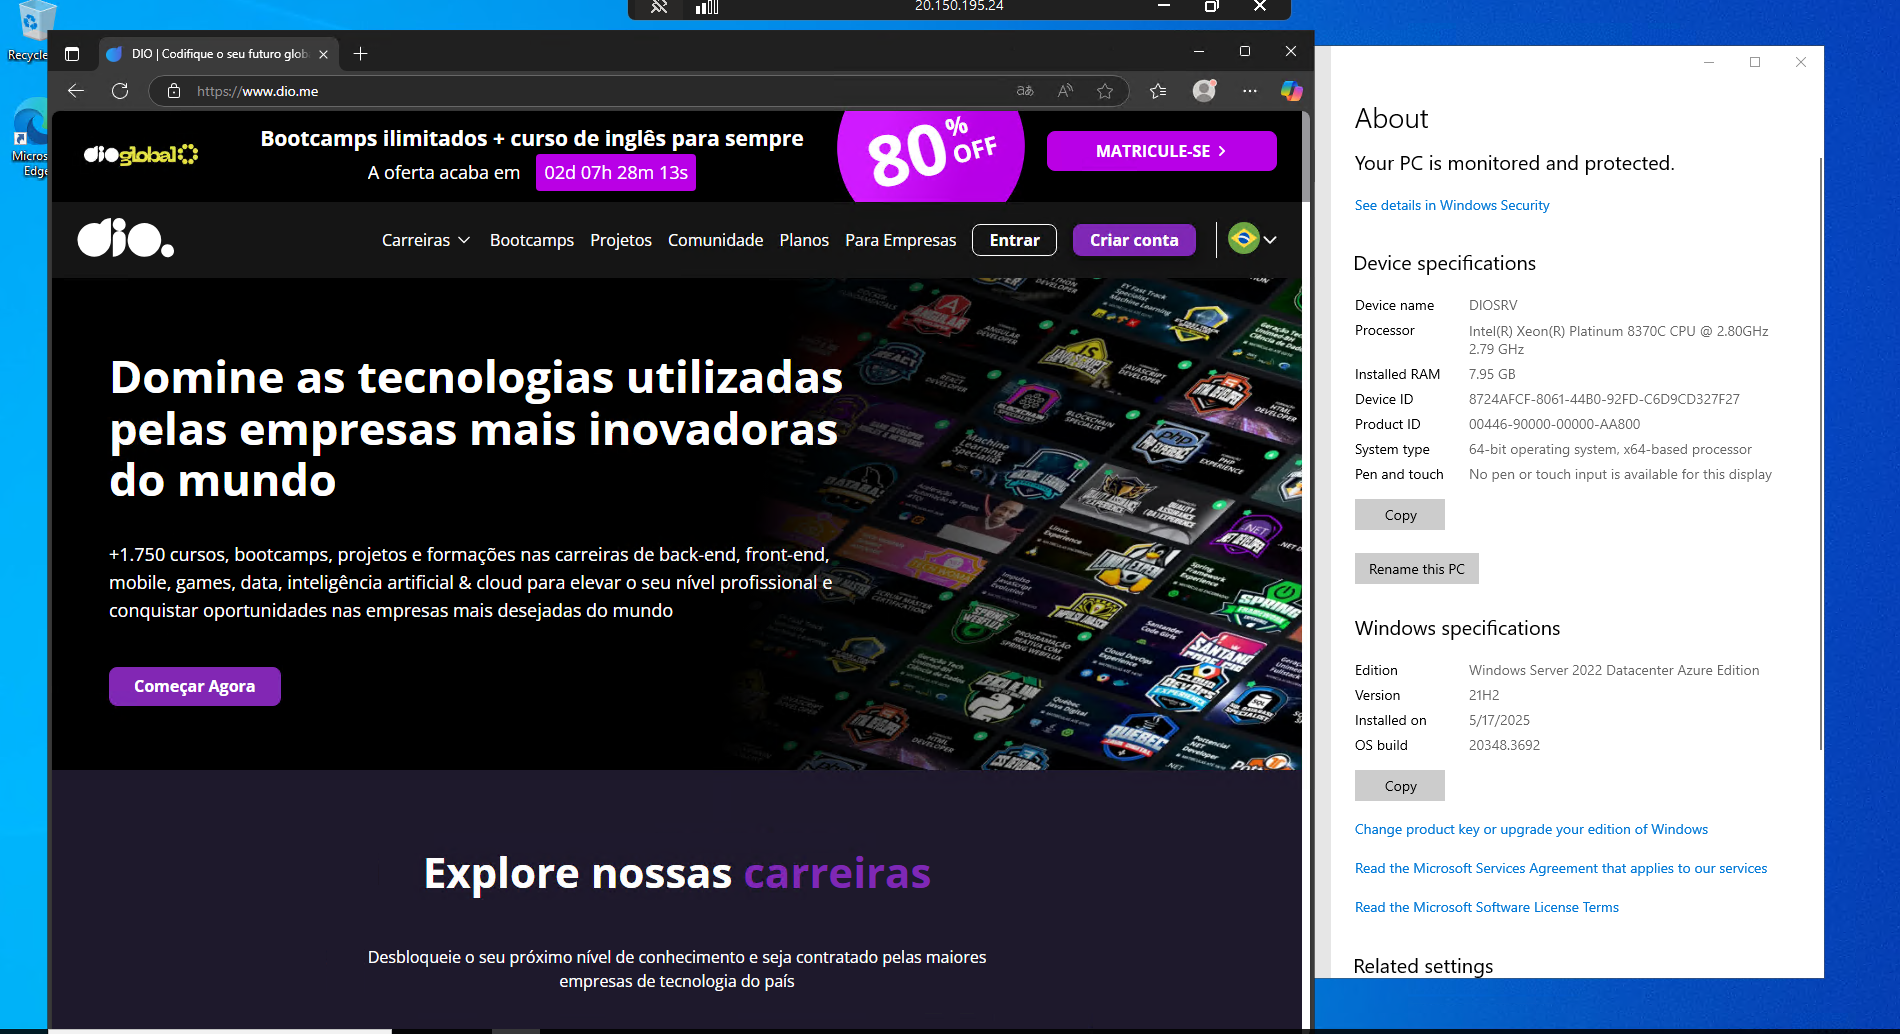 20.150.195.24
Recycle
Micros
Edge
DIO | Codifique o seu futuro glob
https://www.dio.me
dioglobal
Bootcamps ilimitados + curso de inglês para sempre
A oferta acaba em 02d 07h 28m 13s
80% OFF
MATRICULE-SE
dio.
Carreiras Bootcamps Projetos Comunidade Planos Para Empresas Entrar Criar conta
Domine as tecnologias utilizadas
pelas empresas mais inovadoras
do mundo
+1.750 cursos, bootcamps, projetos e formações nas carreiras de back-end, front-end,
mobile, games, data, inteligência artificial & cloud para elevar o seu nível profissional e
conquistar oportunidades nas empresas mais desejadas do mundo
Começar Agora
Explore nossas carreiras
Desbloqueie o seu próximo nível de conhecimento e seja contratado pelas maiores
empresas de tecnologia do país
About
Your PC is monitored and protected.
See details in Windows Security
Device specifications
Device name DIOSRV
Processor Intel(R) Xeon(R) Platinum 8370C CPU @ 2.80GHz
2.79 GHz
Installed RAM 7.95 GB
Device ID 8724AFCF-8061-44B0-92FD-C6D9CD327F27
Product ID 00446-90000-00000-AA800
System type 64-bit operating system, x64-based processor
Pen and touch No pen or touch input is available for this display
Copy
Rename this PC
Windows specifications
Edition Windows Server 2022 Datacenter Azure Edition
Version 21H2
Installed on 5/17/2025
OS build 20348.3692
Copy
Change product key or upgrade your edition of Windows
Read the Microsoft Services Agreement that applies to our services
Read the Microsoft Software License Terms
Related settings